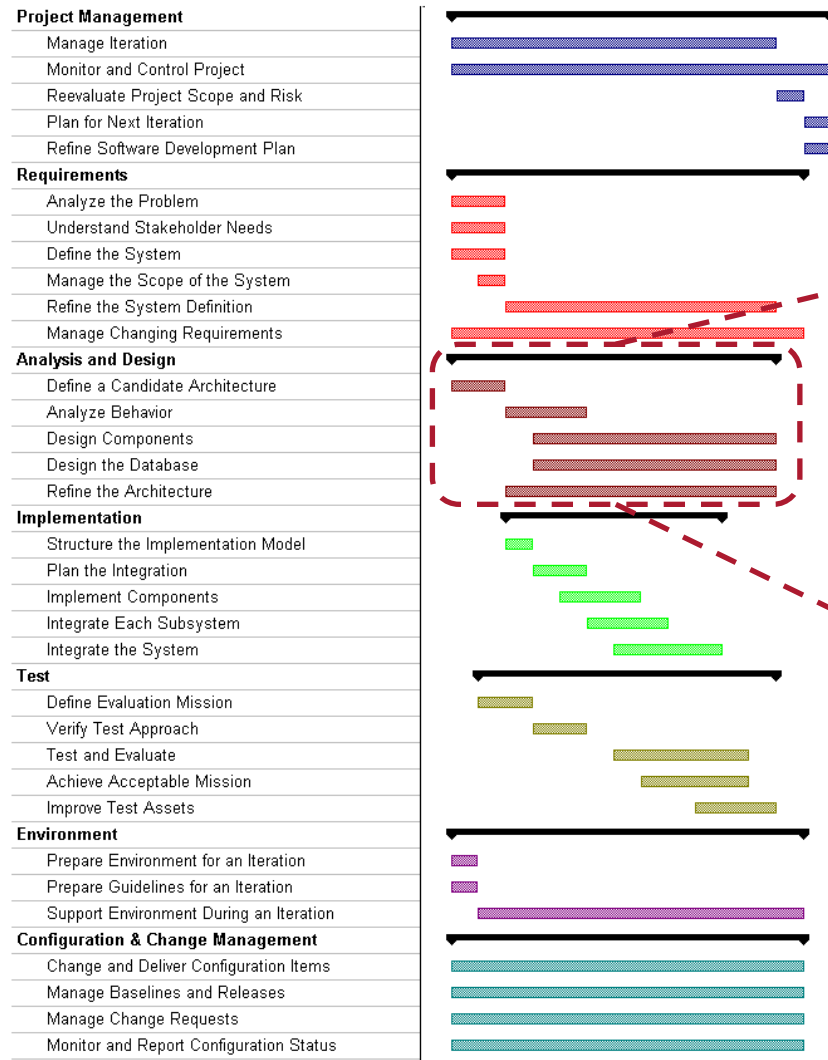 Project Management
Manage Iteration
Monitor and Control Project
Reevaluate Project Scope and Risk
Plan for Next Iteration
Refine Software Development Plan
Requirements
Analyze the Problem
Understand Stakeholder Needs
Define the System
Manage the Scope of the System
Refine the System Definition
Manage Changing Requirements
Analysis and Design
Define a Candidate Architecture
Analyze Behavior
Design Components
Design the Database
Refine the Architecture
Implementation
Structure the Implementation Model
Plan the Integration
Implement Components
Integrate Each Subsystem
Integrate the System
Test
Define Evaluation Mission
Verify Test Approach
Test and Evaluate
Achieve Acceptable Mission
Improve Test Assets
Environment
Prepare Environment for an Iteration
Prepare Guidelines for an Iteration
Support Environment During an Iteration
Configuration & Change Management
Change and Deliver Configuration Items
Manage Baselines and Releases
Manage Change Requests
Monitor and Report Configuration Status